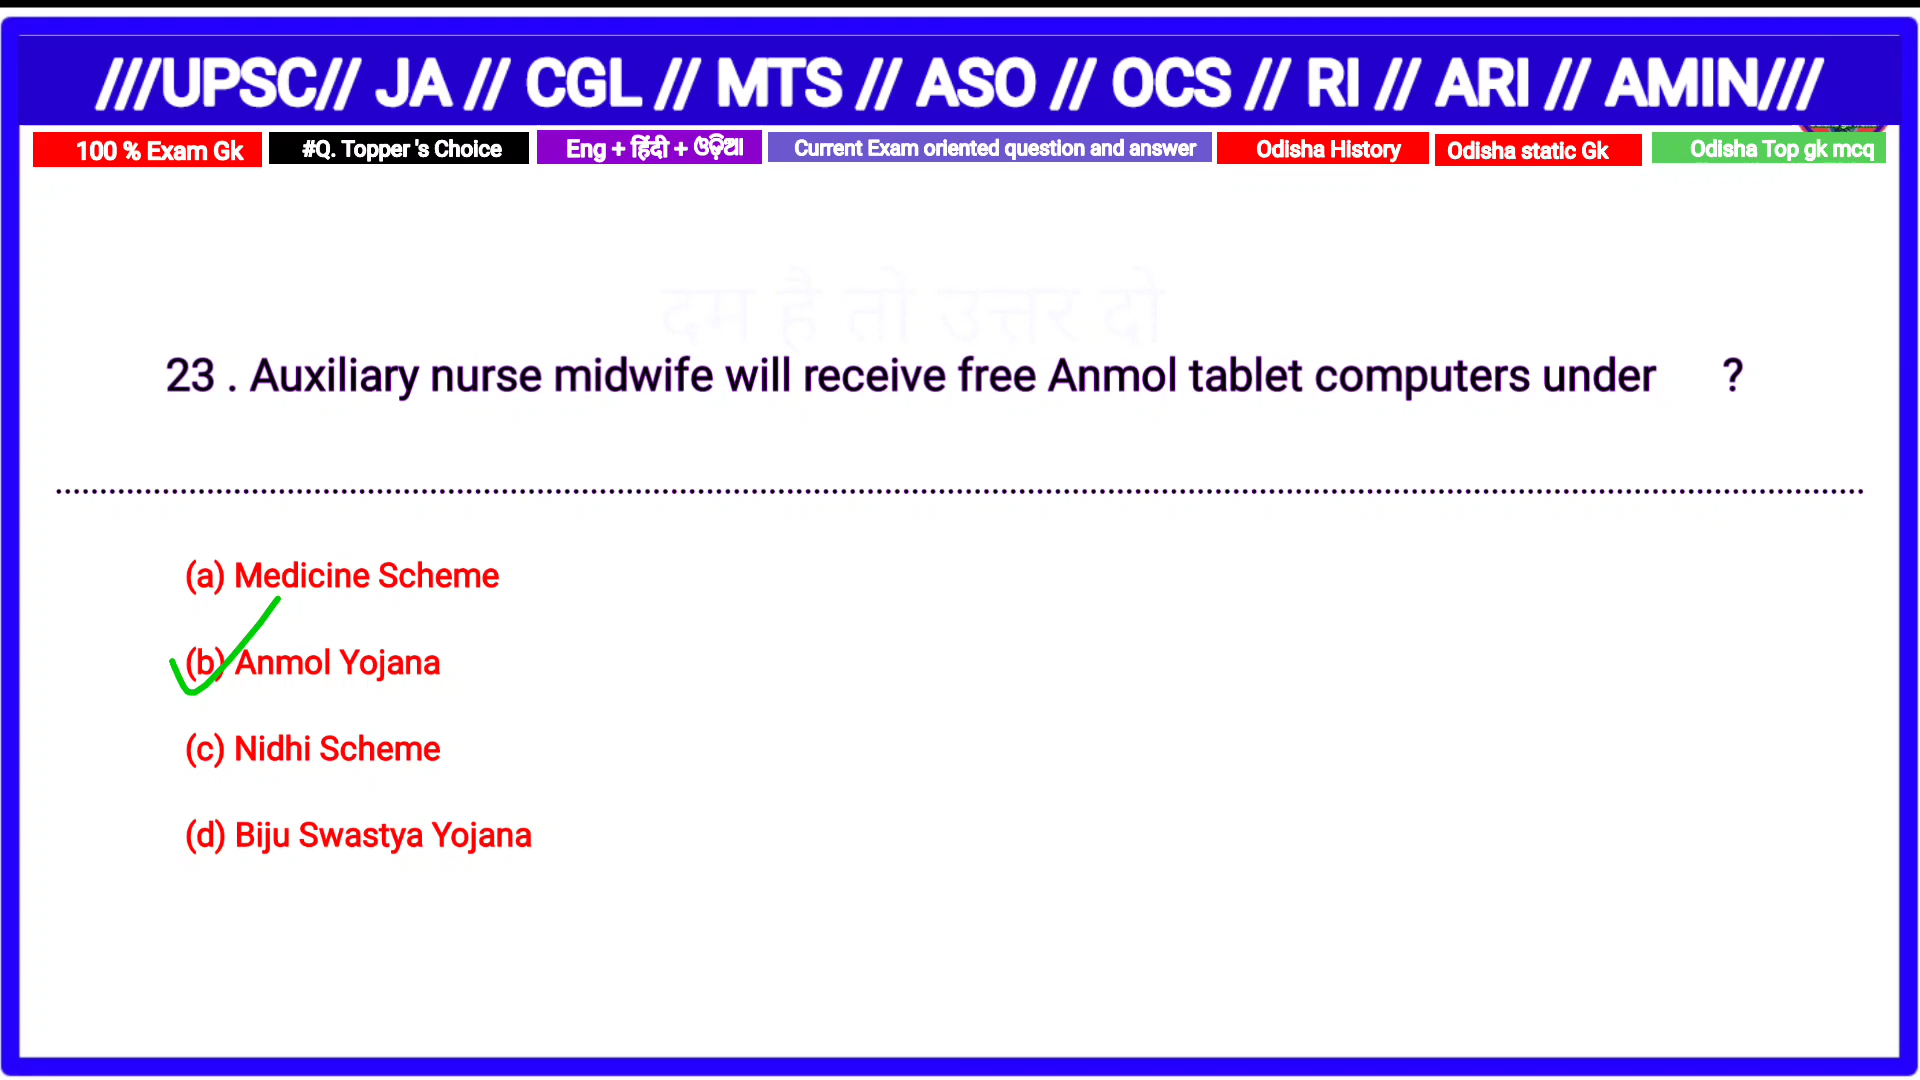 ///UPSC// JA // CGL // MTS // ASO // OCS // RI // ARI // AMIN///
100 % Exam Gk #Q. Topper 's Choice Eng + हिंदी + ଓଡ଼ିଆ Current Exam oriented question and answer Odisha History Odisha static Gk Odisha Top gk mcq
दम है तो उत्तर दो
23 . Auxiliary nurse midwife will receive free Anmol tablet computers under ?
(a) Medicine Scheme
(b) Anmol Yojana
(c) Nidhi Scheme
(d) Biju Swastya Yojana